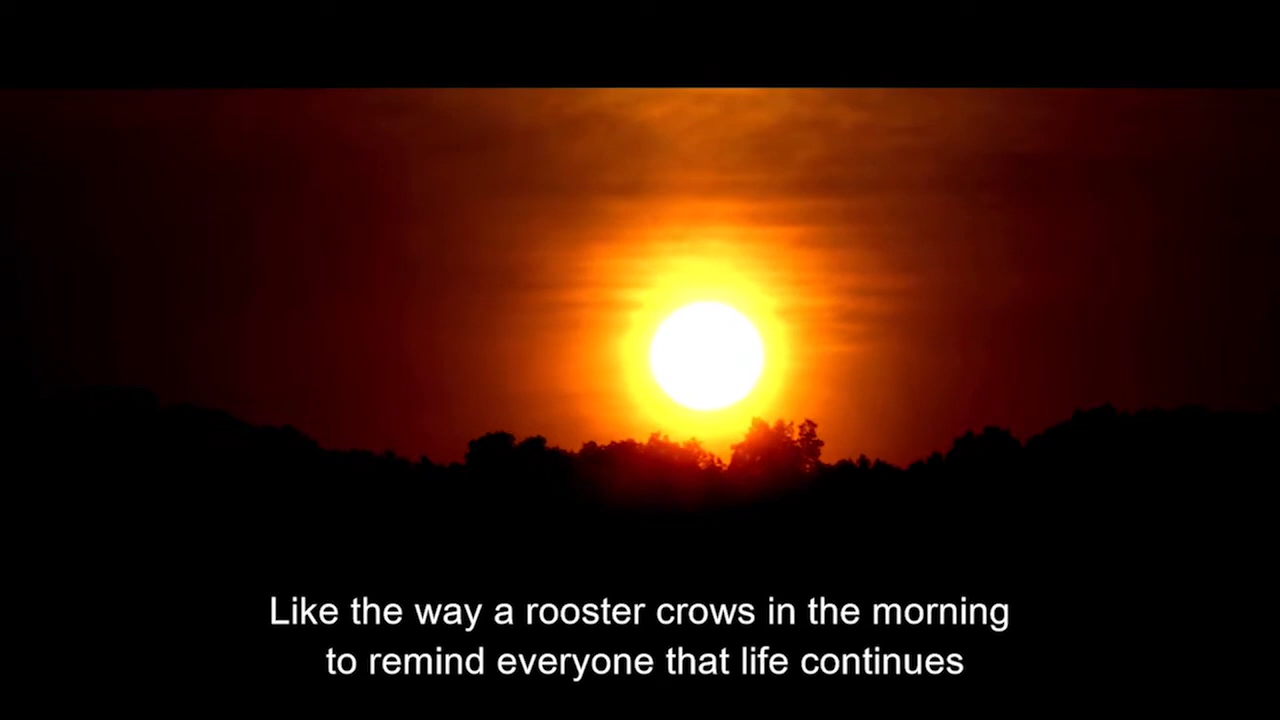 Like the way a rooster crows in the morning
to remind everyone that life continues